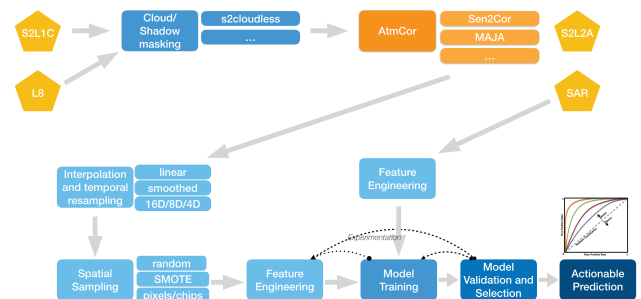 S2L1C
Cloud/
Shadow
masking
s2cloudless
...
AtmCor
Sen2Cor
MAJA
...
S2L2A
L8
SAR
Interpolation
and temporal
resampling
linear
smoothed
16D/8D/4D
Feature
Engineering
Experimentation
Spatial
Sampling
random
SMOTE
pixels/chips
Feature
Engineering
Model
Training
Model
Validation and
Selection
Actionable
Prediction